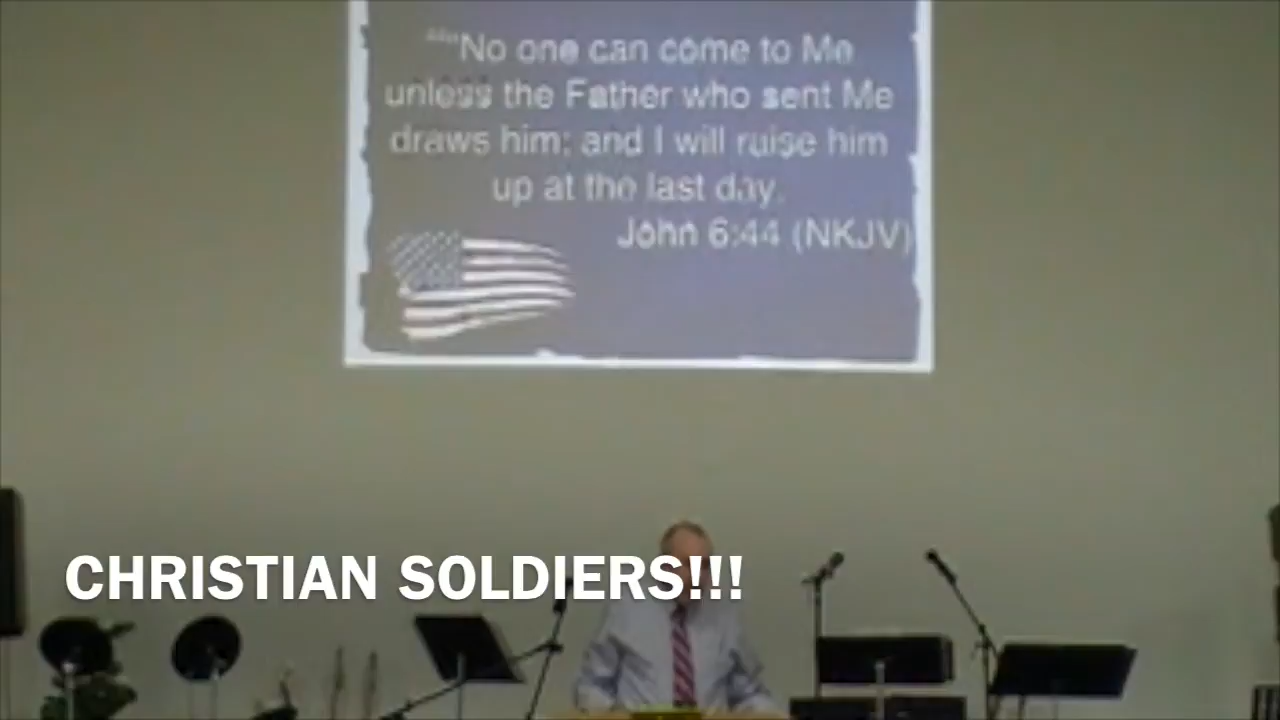 "“No one can come to Me
unless the Father who sent Me
draws him; and I will raise him
up at the last day.
John 6:44 (NKJV)
CHRISTIAN SOLDIERS!!!